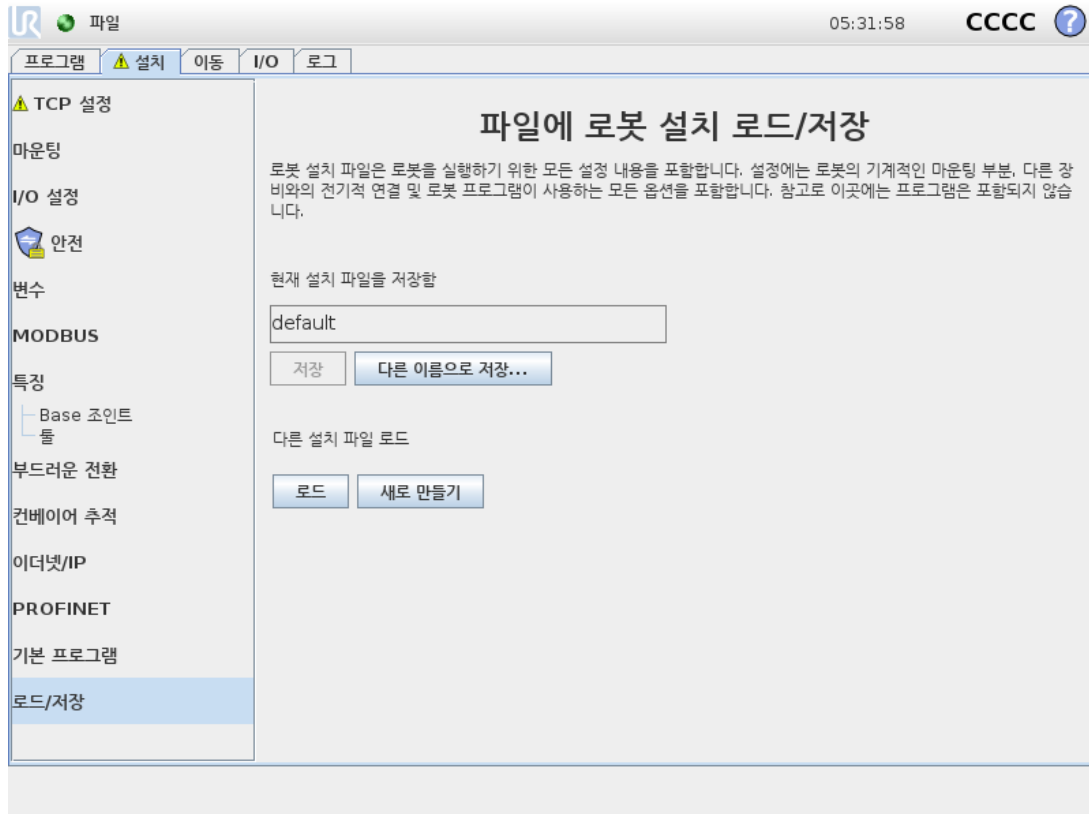 UR
파일
05:31:58
CCCC
?
프로그램
설치
이동
I/O
로그
TCP 설정
마운팅
I/O 설정
안전
변수
MODBUS
특징
Base 조인트
툴
부드러운 전환
컨베이어 추적
이더넷/IP
PROFINET
기본 프로그램
로드/저장
파일에 로봇 설치 로드/저장
로봇 설치 파일은 로봇을 실행하기 위한 모든 설정 내용을 포함합니다. 설정에는 로봇의 기계적인 마운팅 부분, 다른 장
비와의 전기적 연결 및 로봇 프로그램이 사용하는 모든 옵션을 포함합니다. 참고로 이곳에는 프로그램은 포함되지 않습
니다.
현재 설치 파일을 저장함
default
저장
다른 이름으로 저장...
다른 설치 파일 로드
로드
새로 만들기